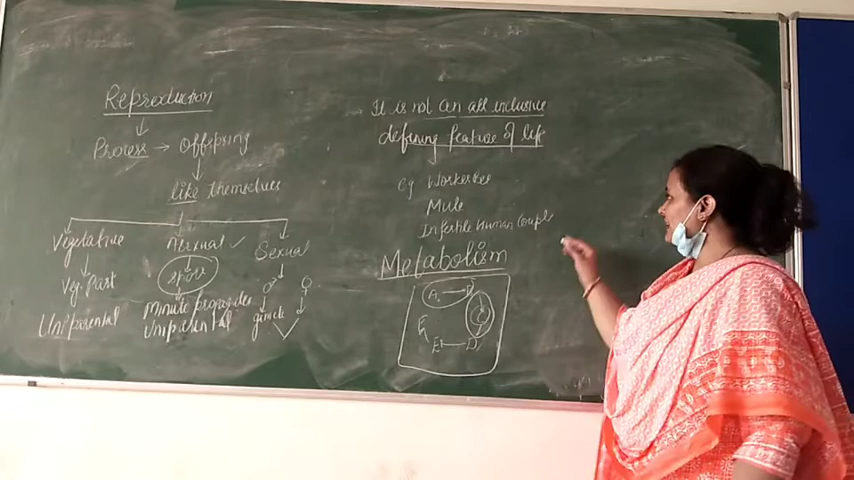 Reproduction
Process → Offspring
like themselves
Vegetative
Asexual ✓
Sexual
Veg. Part
spore
♂ ♀
Uniparental
Minute propagules
Uniparental
It is not an all inclusive
defining feature of life
eg Worker bee
Mule
Infertile human couple
Metabolism
A → B
C
D
E
F